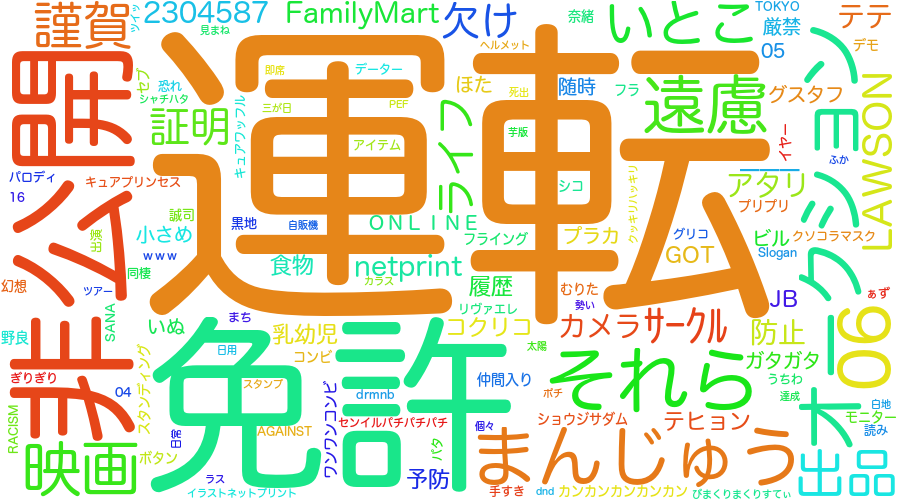 謹賀
ツイッ
2304587
見まね
FamilyMart
欠け
奈緒
いとこ
TOKYO
厳禁
テテ
05
デモ
セブ
恐れ
シャチハタ
即席
データー
ヘルメット
ほた
死出
随時
フラ
遠慮
グスタフ
オークション
LAWSON
非公開
運転
三が日
PEF
キュアワッフル
証明
アイテム
ライフ
芋版
イヤー
ふか
パロディ
16
キュアプリンセス
シコ
クッキリハッキリ
アタリ
プリプリ
誠司
黒地
自販機
ONLINE
小さめ
www
出演
同棲
フライング
プラカ
グリコ
ビル
クソコラマスク
GOT
Slogan
食物
netprint
カラス
幻想
ツアー
履歴
リヴァエレ
むりた
勢い
JB
ぁず
SANA
いぬ
まち
乳幼児
コクリコ
カメラ
サークル
防止
06
野良
日用
コンビ
太陽
ガタガタ
ぎりぎり
04
スタンディング
免許
スタンプ
ワンワンコンビ
drmnb
仲間入り
ポチ
それら
うちわ
達成
白地
RACISM
AGAINST
センイルパチパチパチ
個々
ショウジサダム
テヒョン
モニター
読み
映画
ボタン
日常
パタ
まんじゅう
出品
ラス
予防
イラストネットプリント
手すき
dnd
カンカンカンカンカン
びまくりまくりすてぃ